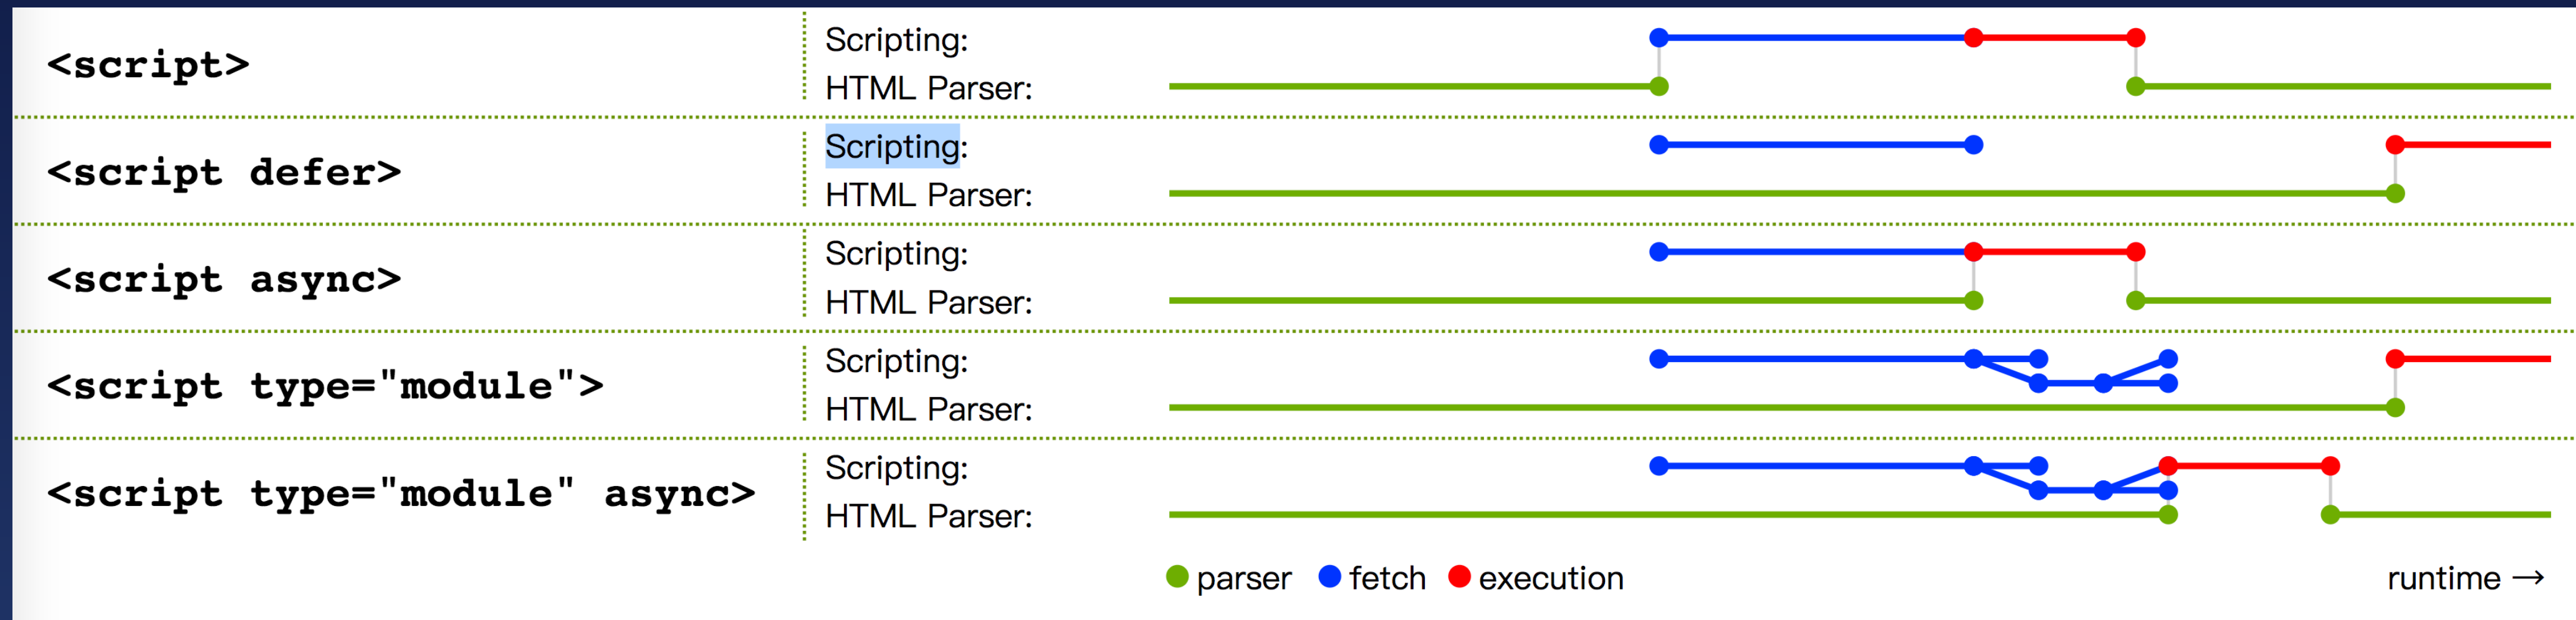 <script>
Scripting:
HTML Parser:
<script defer>
Scripting:
HTML Parser:
<script async>
Scripting:
HTML Parser:
<script type="module">
Scripting:
HTML Parser:
<script type="module" async>
Scripting:
HTML Parser:
parser fetch execution runtime →